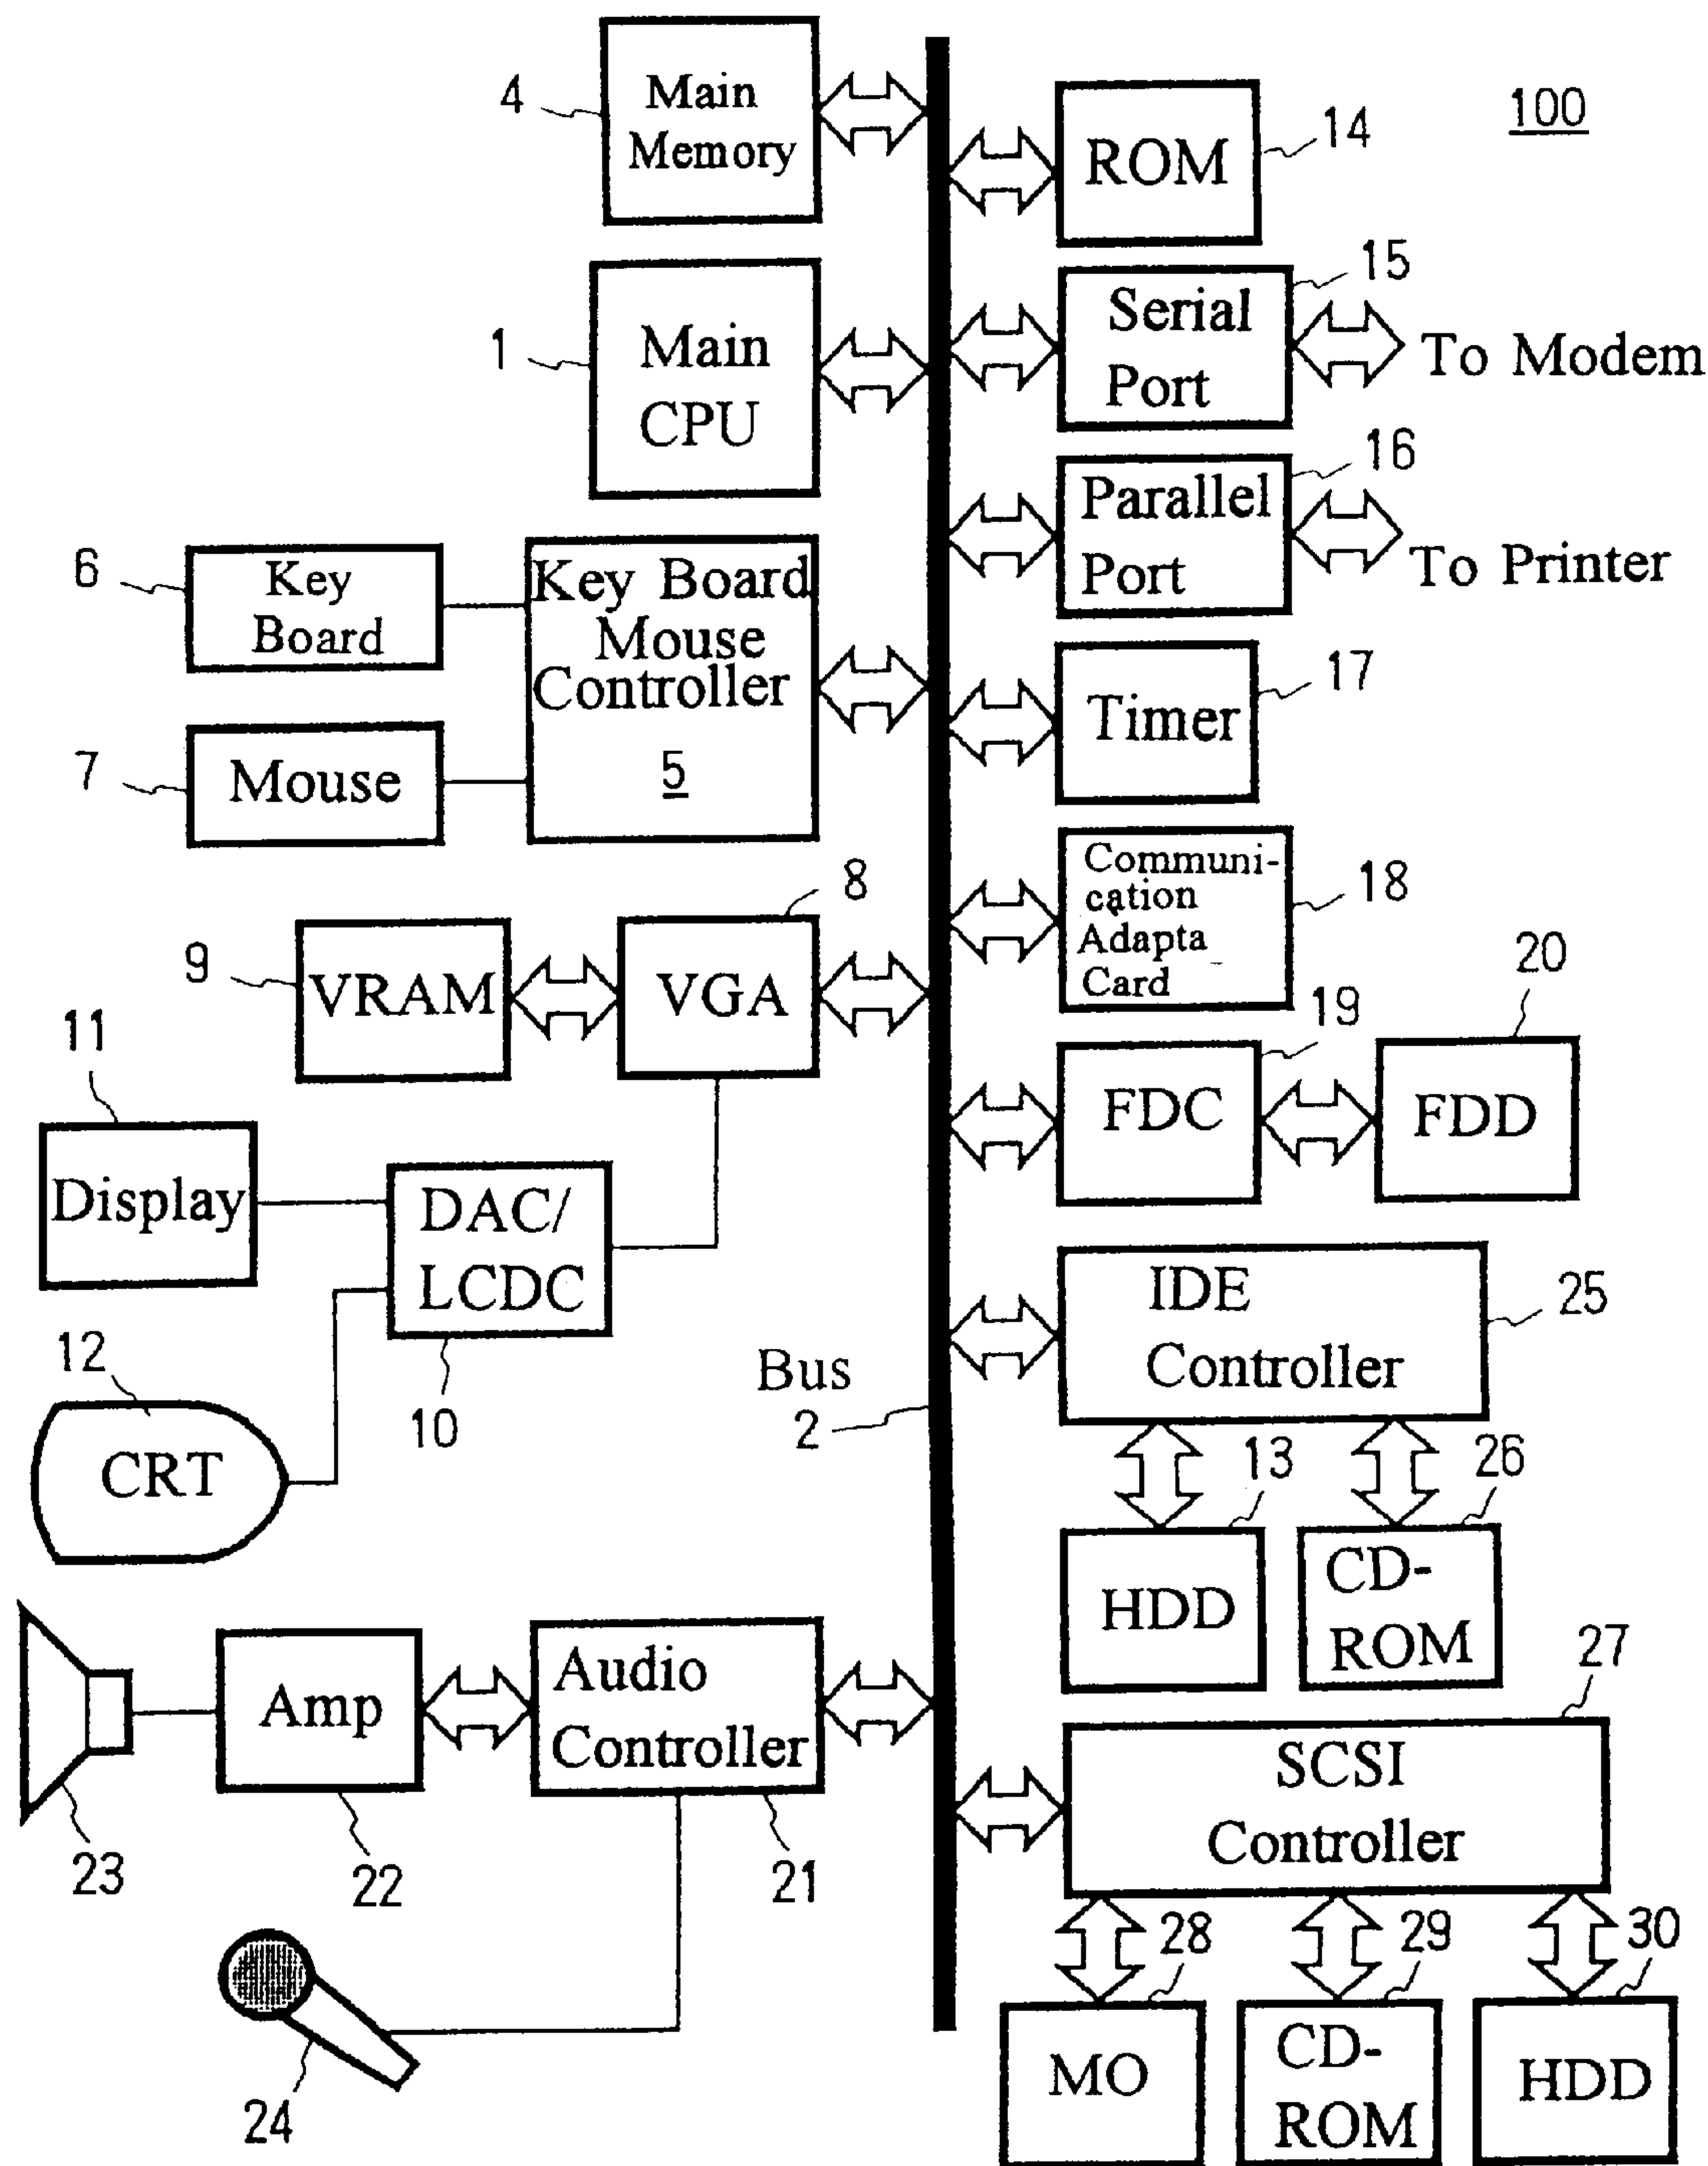 100
4
Main
Memory
14
ROM
1
Main
CPU
15
Serial
Port
To Modem
16
Parallel
Port
To Printer
6
Key
Board
Key Board
Mouse
Controller
5
7
Mouse
17
Timer
Communi-
cation
Adapta
Card
18
8
9
VRAM
VGA
19
20
FDC
FDD
11
Display
DAC/
LCDC
10
12
CRT
Bus
2
IDE
Controller
25
13
26
HDD
CD-
ROM
Amp
Audio
Controller
23
22
21
27
SCSI
Controller
24
28
29
30
MO
CD-
ROM
HDD